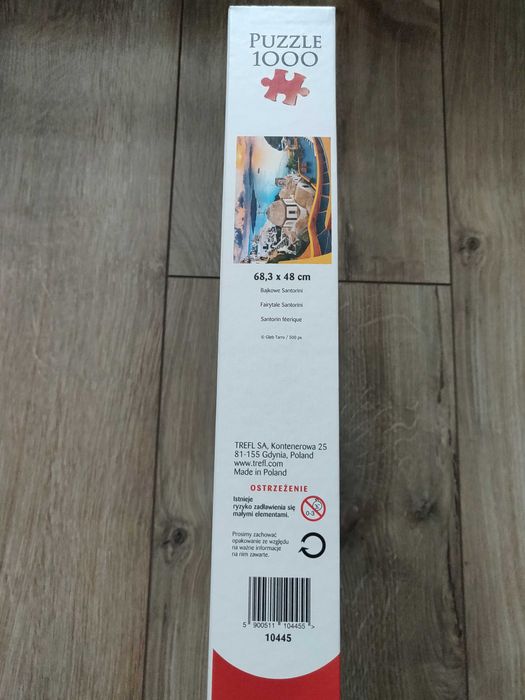 PUZZLE
1000
68,3 x 48 cm
Bajkowe Santorini
Fairytale Santorini
Santorin féerique
© Gleb Tarro / 500 px
TREFL SA, Kontenerowa 25
81-155 Gdynia, Poland
www.trefl.com
Made in Poland
OSTRZEŻENIE
Istnieje
ryzyko zadławienia się
małymi elementami.
0-3
Prosimy zachować
opakowanie ze względu
na ważne informacje
na nim zawarte.
5 900511 104455 >
10445